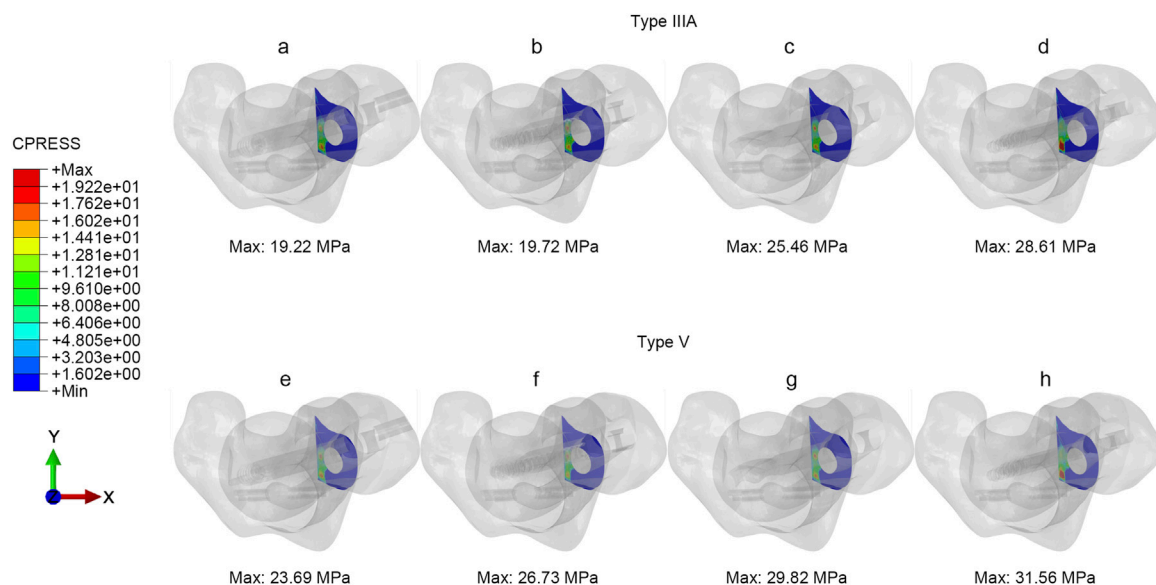 Type IIIA
a b c d
CPRESS
+Max
+1.922e+01
+1.762e+01
+1.602e+01
+1.441e+01
+1.281e+01
+1.121e+01
+9.610e+00
+8.008e+00
+6.406e+00
+4.805e+00
+3.203e+00
+1.602e+00
+Min
Max: 19.22 MPa Max: 19.72 MPa Max: 25.46 MPa Max: 28.61 MPa
Type V
e f g h
Y
Z X
Max: 23.69 MPa Max: 26.73 MPa Max: 29.82 MPa Max: 31.56 MPa